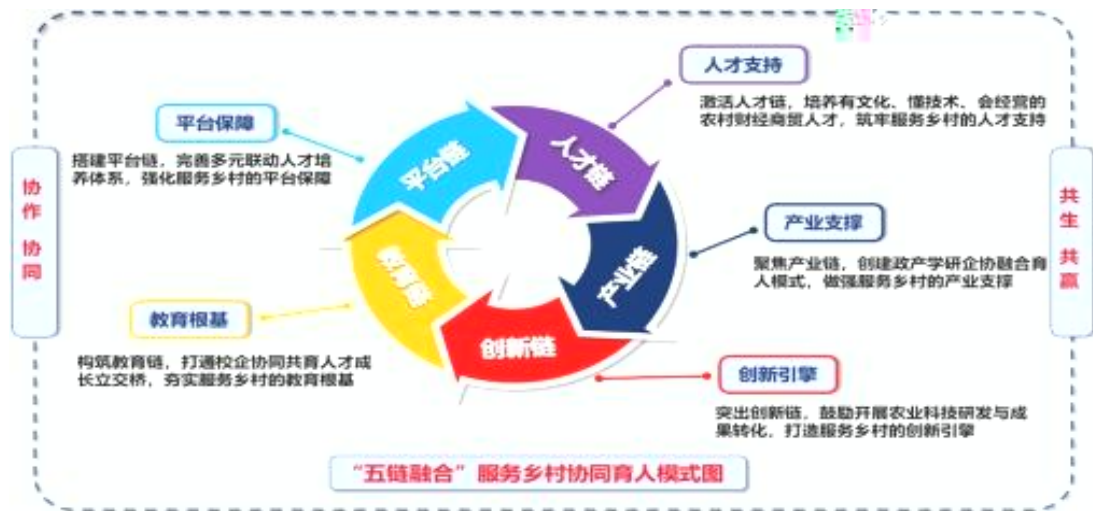 人才支持
激活人才链，培养有文化、懂技术、会经营的
农村财经商贸人才，筑牢服务乡村的人才支持
平台保障
搭建平台链，完善多元联动人才培
养体系，强化服务乡村的平台保障
平台链
人才链
协作 协同
共生 共赢
产业支撑
聚焦产业链，创建政产学研企协融合育
人模式，做强服务乡村的产业支撑
产业链
教育链
创新链
教育根基
构筑教育链，打通校企协同共育人才成
长立交桥，夯实服务乡村的教育根基
创新引擎
突出创新链，鼓励开展农业科技研发与成
果转化，打造服务乡村的创新引擎
“五链融合”服务乡村协同育人模式图